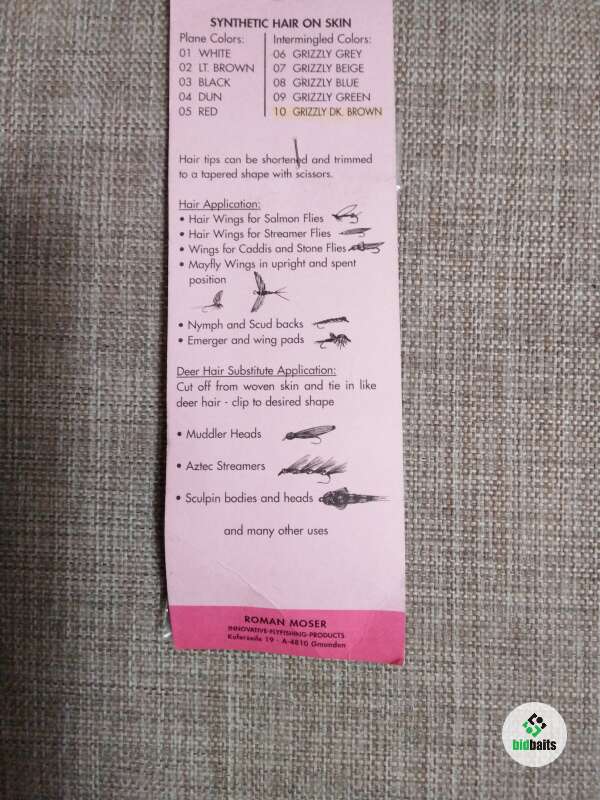 SYNTHETIC HAIR ON SKIN
Plane Colors:
01 WHITE
02 LT. BROWN
03 BLACK
04 DUN
05 RED
Intermingled Colors:
06 GRIZZLY GREY
07 GRIZZLY BEIGE
08 GRIZZLY BLUE
09 GRIZZLY GREEN
10 GRIZZLY DK. BROWN
Hair tips can be shortened and trimmed
to a tapered shape with scissors.
Hair Application:
• Hair Wings for Salmon Flies
• Hair Wings for Streamer Flies
• Wings for Caddis and Stone Flies
• Mayfly Wings in upright and spent
position
• Nymph and Scud backs
• Emerger and wing pads
Deer Hair Substitute Application:
Cut off from woven skin and tie in like
deer hair - clip to desired shape
• Muddler Heads
• Aztec Streamers
• Sculpin bodies and heads
and many other uses
ROMAN MOSER
INNOVATIVE-FLYFISHING-PRODUCTS
Kuferzeile 19 · A-4810 Gmunden
bidbaits